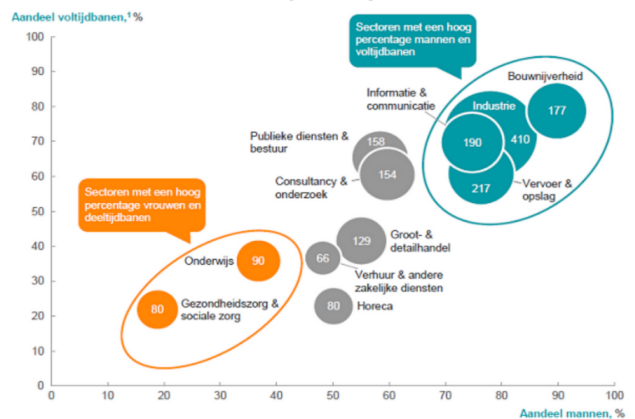 Aandeel voltijdbanen,¹ %
Sectoren met een hoog
percentage mannen en
voltijdbanen
100
90
80
70
60
50
40
30
20
10
0
Informatie &
communicatie
Industrie
Bouwnijverheid
177
190
410
217
Vervoer &
opslag
Publieke diensten &
bestuur
158
Consultancy &
onderzoek
154
Sectoren met een hoog
percentage vrouwen en
deeltijdbanen
129
Groot- &
detailhandel
Onderwijs
90
66
Verhuur & andere
zakelijke diensten
80
Gezondheidszorg &
sociale zorg
80
Horeca
0 10 20 30 40 50 60 70 80 90 100
Aandeel mannen, %